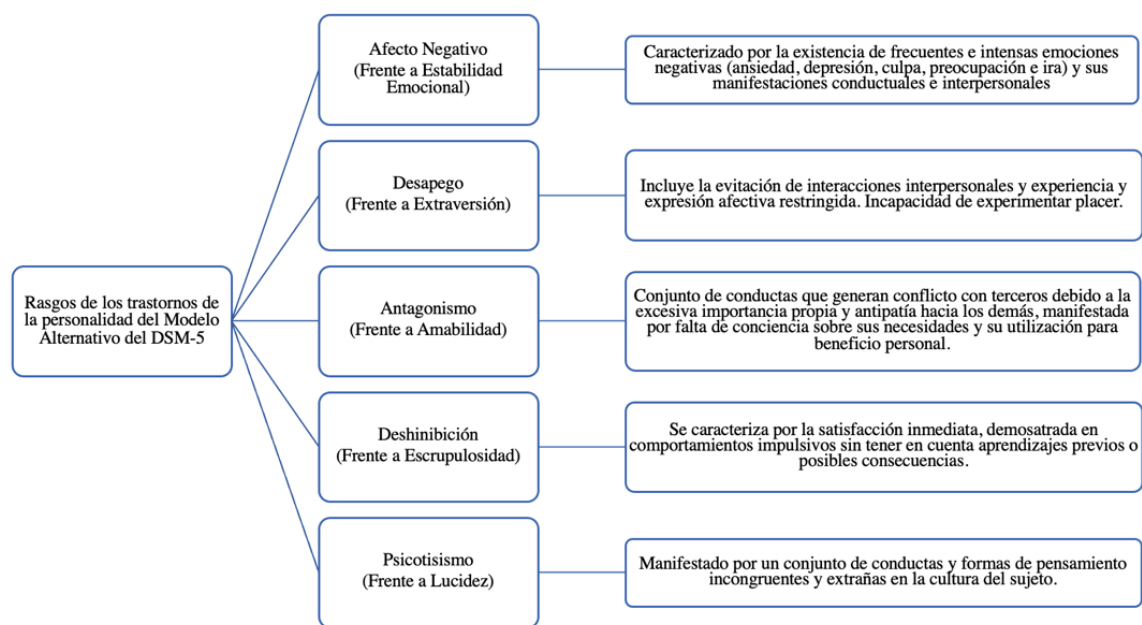 Rasgos de los trastornos de
la personalidad del Modelo
Alternativo del DSM-5
Afecto Negativo
(Frente a Estabilidad
Emocional)
Caracterizado por la existencia de frecuentes e intensas emociones
negativas (ansiedad, depresión, culpa, preocupación e ira) y sus
manifestaciones conductuales e interpersonales
Desapego
(Frente a Extraversión)
Incluye la evitación de interacciones interpersonales y experiencia y
expresión afectiva restringida. Incapacidad de experimentar placer.
Antagonismo
(Frente a Amabilidad)
Conjunto de conductas que generan conflicto con terceros debido a la
excesiva importancia propia y antipatía hacia los demás, manifestada
por falta de conciencia sobre sus necesidades y su utilización para
beneficio personal.
Deshinibición
(Frente a Escrupulosidad)
Se caracteriza por la satisfacción inmediata, demosatrada en
comportamientos impulsivos sin tener en cuenta aprendizajes previos o
posibles consecuencias.
Psicotisismo
(Frente a Lucidez)
Manifestado por un conjunto de conductas y formas de pensamiento
incongruentes y extrañas en la cultura del sujeto.